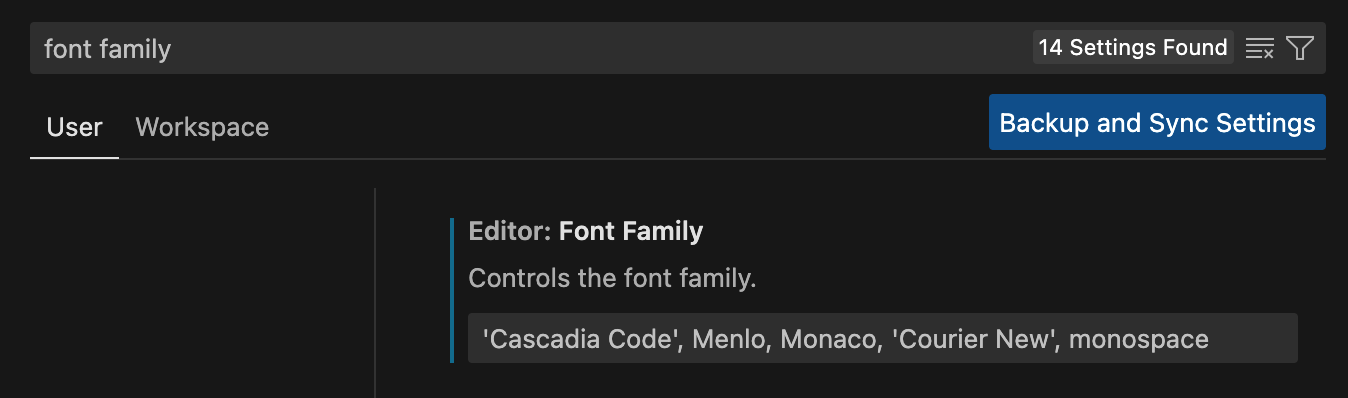 font family 14 Settings Found
User Workspace Backup and Sync Settings
Editor: Font Family
Controls the font family.
'Cascadia Code', Menlo, Monaco, 'Courier New', monospace